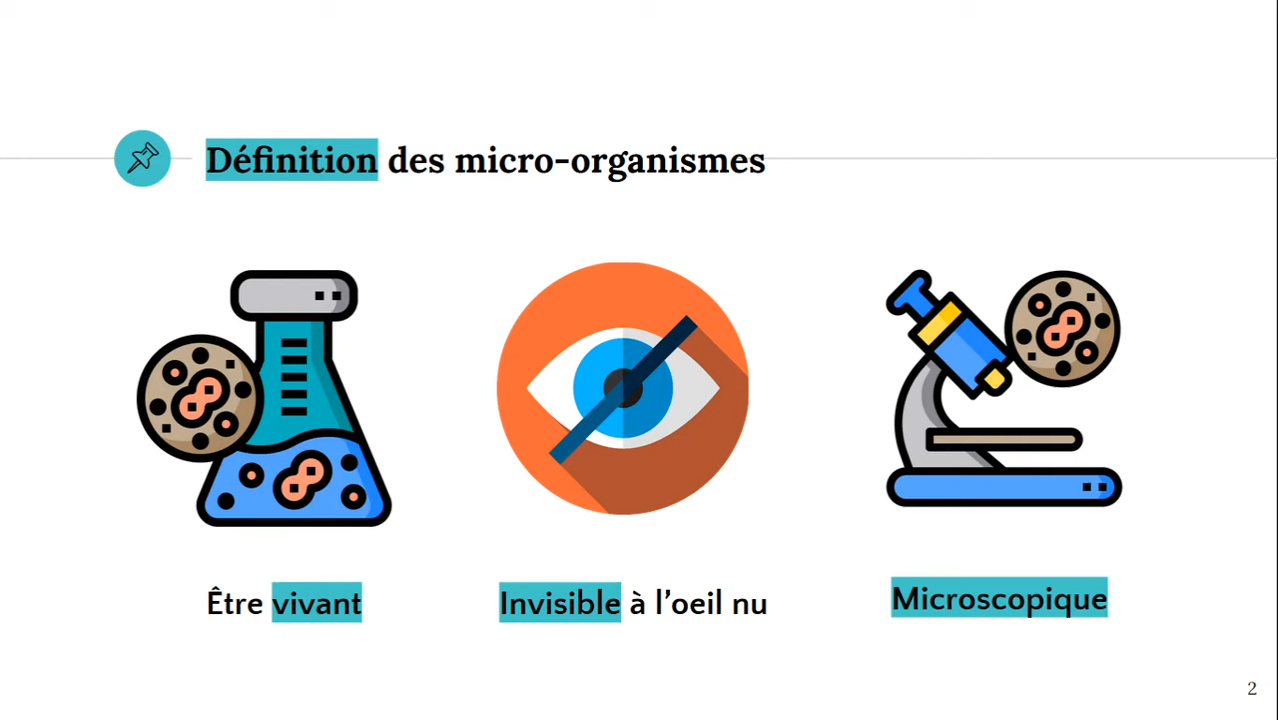 Définition des micro-organismes
Être vivant
Invisible à l’oeil nu
Microscopique
2